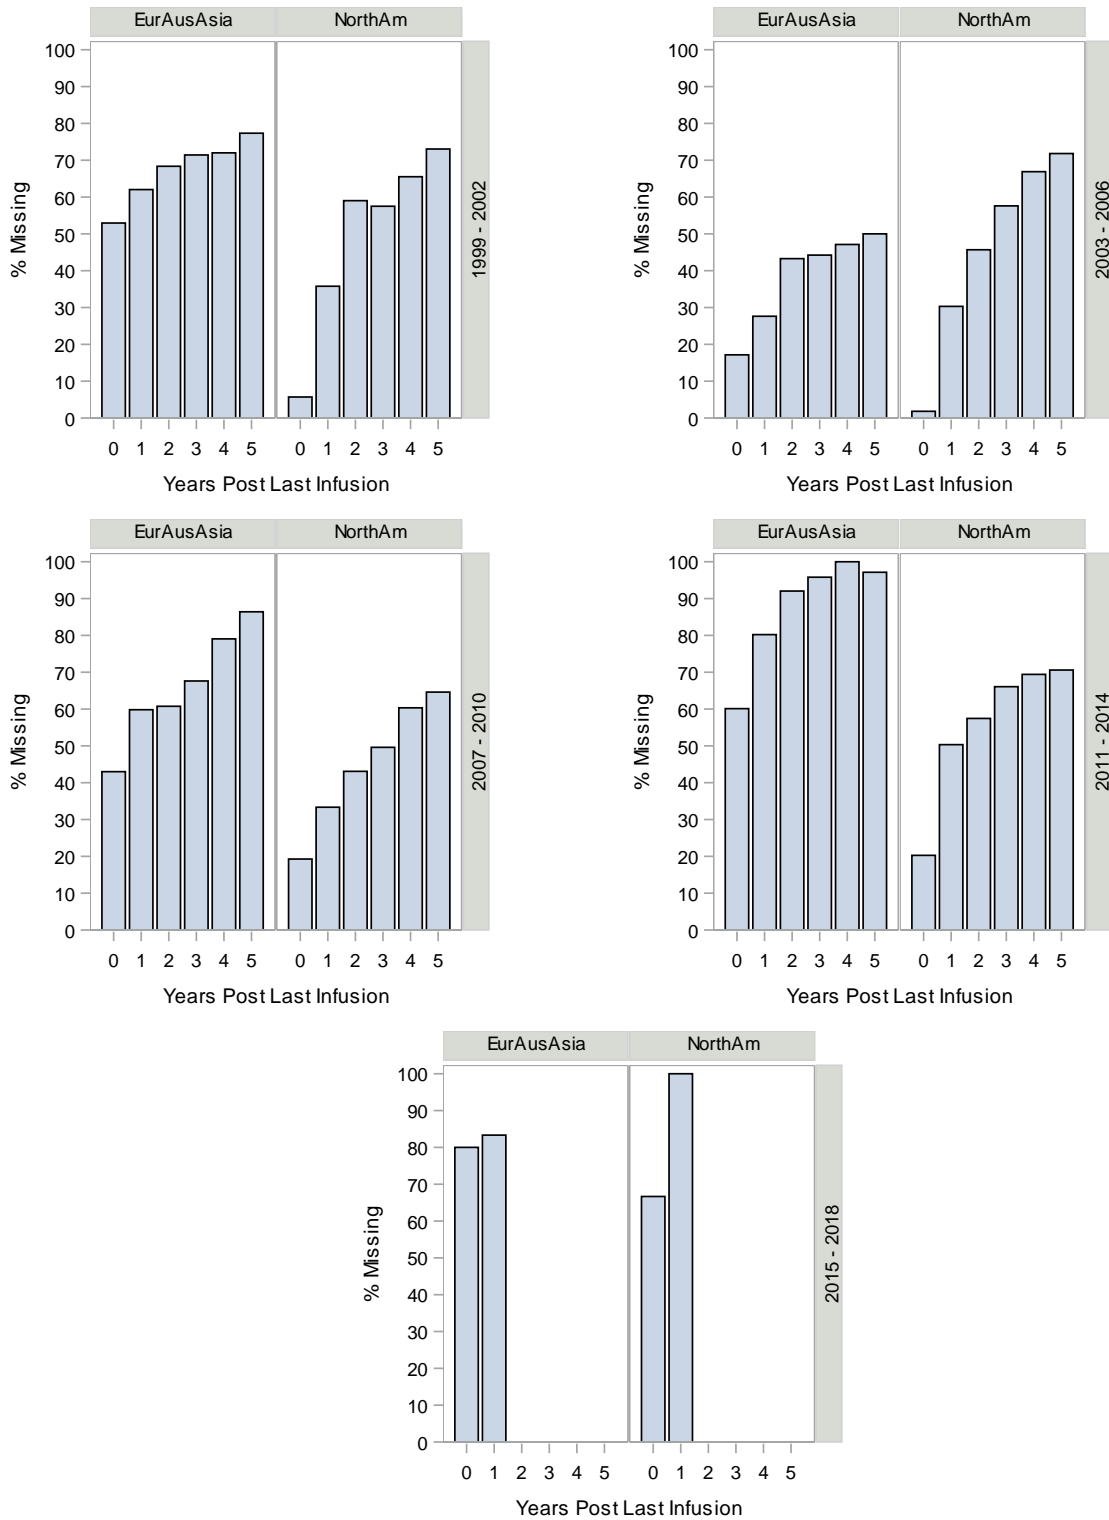 EurAusAsia NorthAm
100
90
80
70
60
50
40
30
20
10
0
% Missing
1999 - 2002
0 1 2 3 4 5 0 1 2 3 4 5
Years Post Last Infusion
EurAusAsia NorthAm
100
90
80
70
60
50
40
30
20
10
0
% Missing
2003 - 2006
0 1 2 3 4 5 0 1 2 3 4 5
Years Post Last Infusion
EurAusAsia NorthAm
100
90
80
70
60
50
40
30
20
10
0
% Missing
2007 - 2010
0 1 2 3 4 5 0 1 2 3 4 5
Years Post Last Infusion
EurAusAsia NorthAm
100
90
80
70
60
50
40
30
20
10
0
% Missing
2011 - 2014
0 1 2 3 4 5 0 1 2 3 4 5
Years Post Last Infusion
EurAusAsia NorthAm
100
90
80
70
60
50
40
30
20
10
0
% Missing
2015 - 2018
0 1 2 3 4 5 0 1 2 3 4 5
Years Post Last Infusion